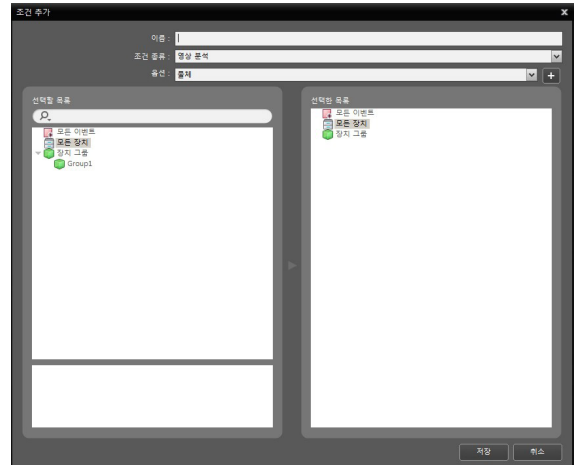 조건 추가
이름 :
조건 종류 : 영상 분석
옵션 : 물체
선택할 목록
모든 이벤트
모든 장치
장치 그룹
Group1
선택한 목록
모든 이벤트
모든 장치
장치 그룹
저장
취소